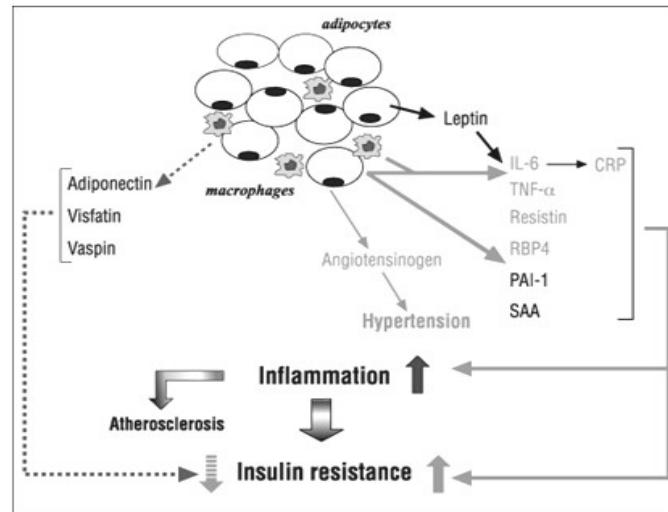 adipocytes
Leptin
IL-6
CRP
TNF-α
Resistin
RBP4
PAI-1
SAA
Adiponectin
Visfatin
Vaspin
macrophages
Angiotensinogen
Hypertension
Inflammation
Atherosclerosis
Insulin resistance